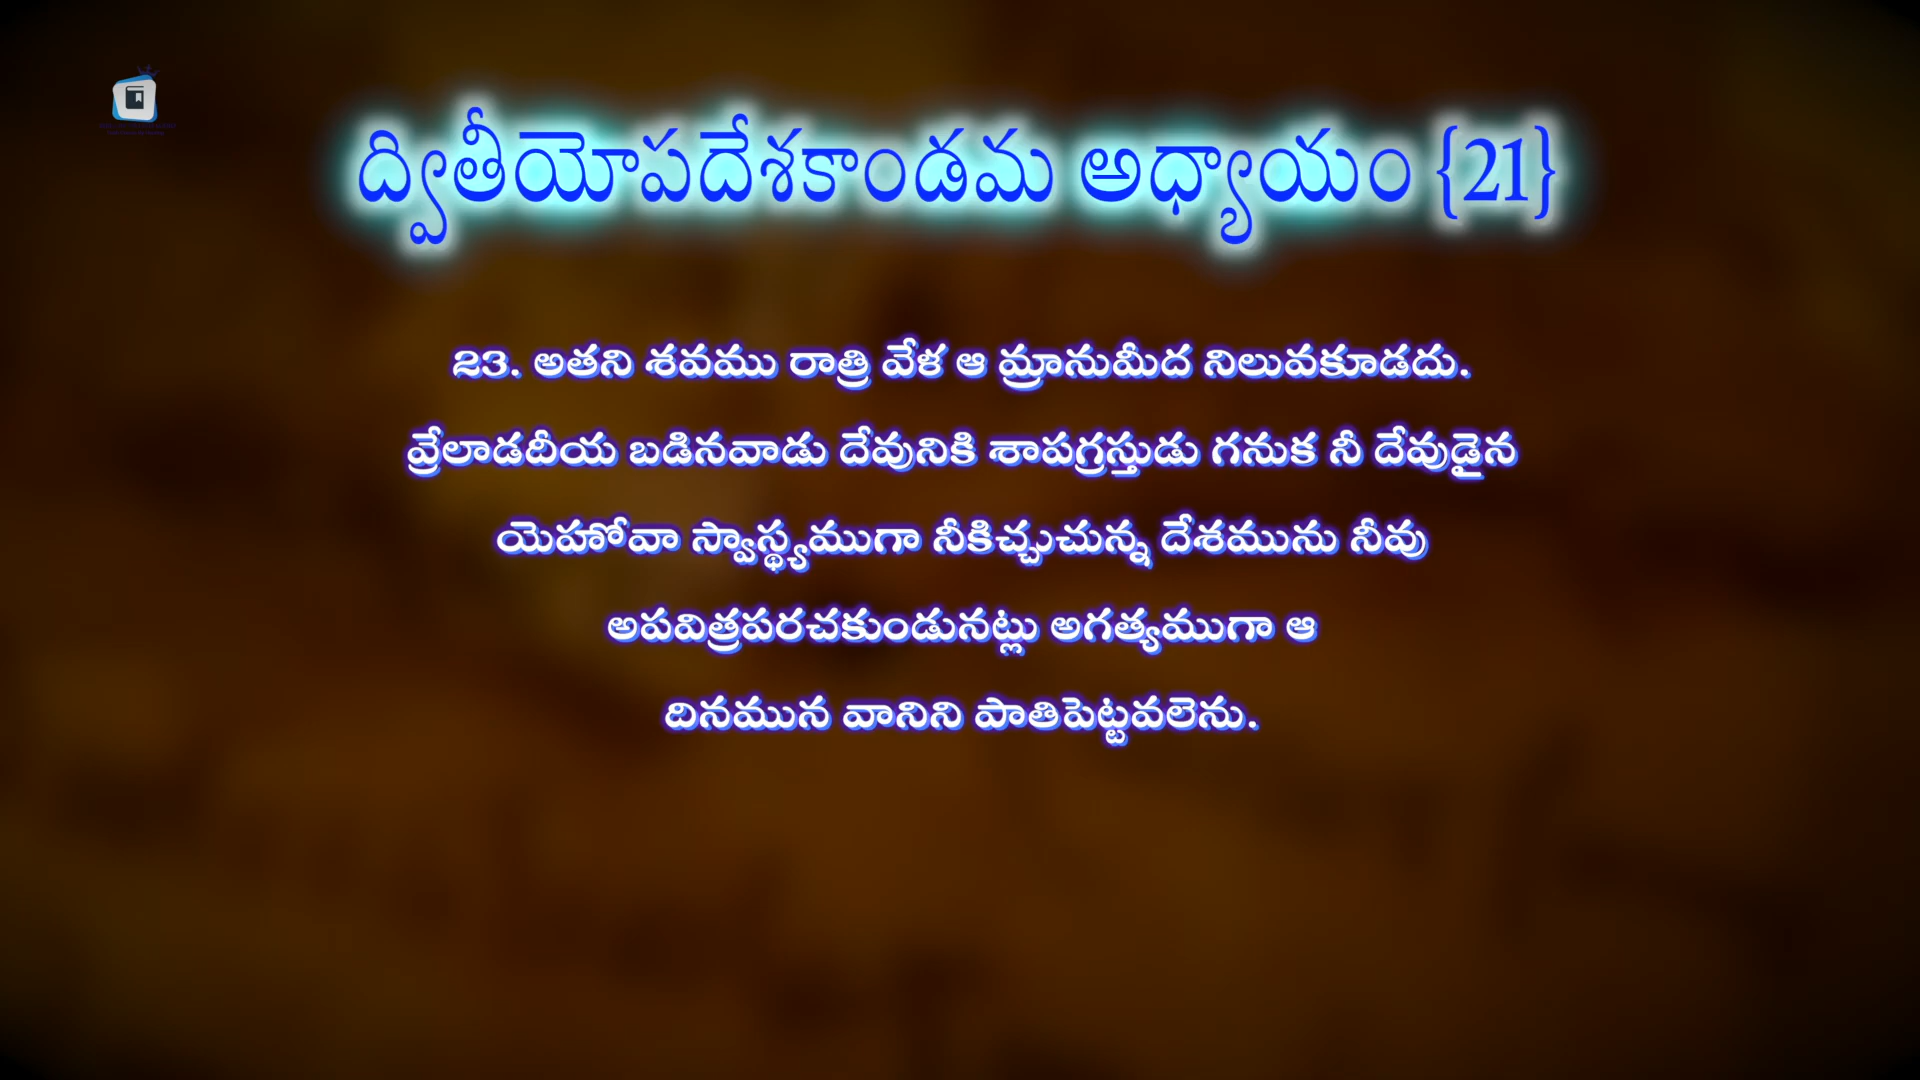 ద్వితీయోపదేశకాండమ అధ్యాయం {21}
23. అతని శవము రాత్రి వేళ ఆ మ్రానుమీద నిలువకూడదు.
వ్రేలాడదీయ బడినవాడు దేవునికి శాపగ్రస్తుడు గనుక నీ దేవుడైన
యెహోవా స్వాస్థ్యముగా నీకిచ్చుచున్న దేశమును నీవు
అపవిత్రపరచకుండునట్లు అగత్యముగా ఆ
దినమున వానిని పాతిపెట్టవలెను.